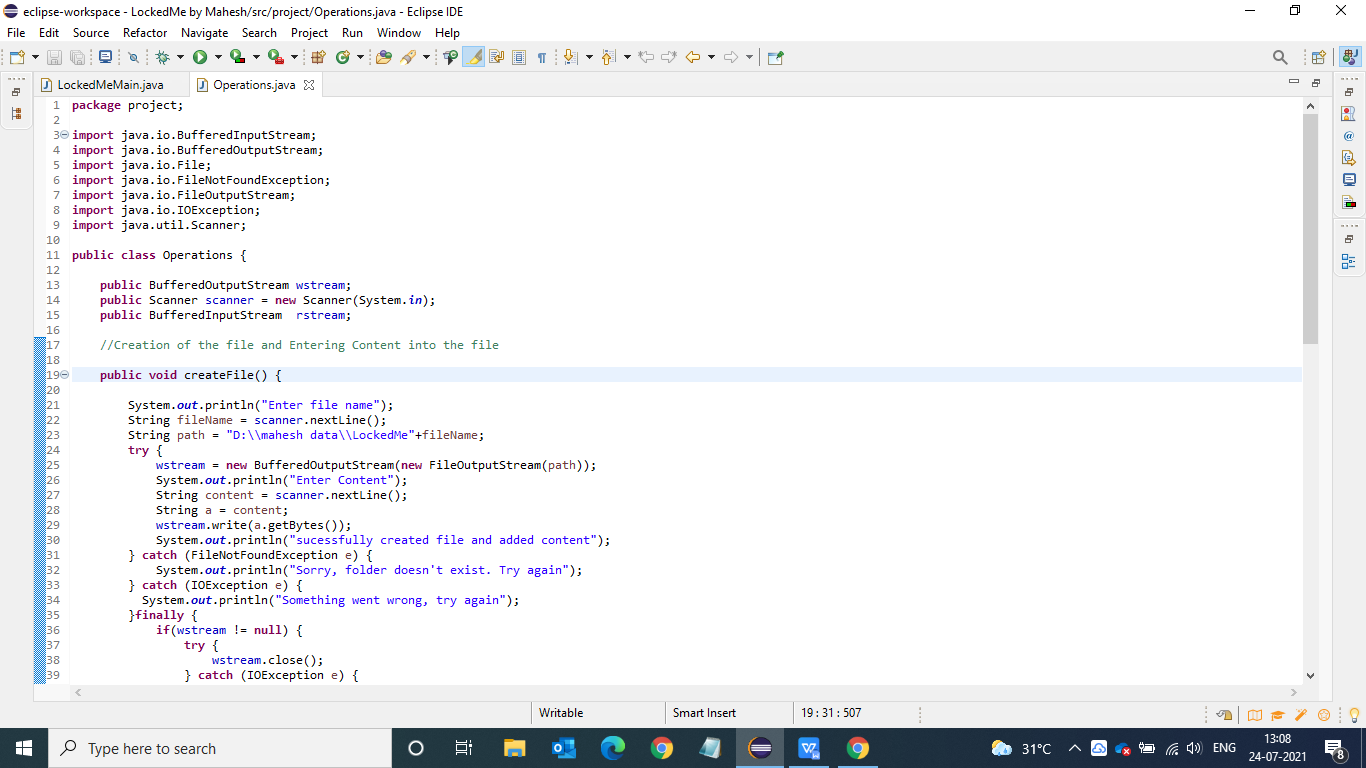 eclipse-workspace - LockedMe by Mahesh/src/project/Operations.java - Eclipse IDE
File Edit Source Refactor Navigate Search Project Run Window Help
LockedMeMain.java Operations.java
1 package project;
2
3 import java.io.BufferedInputStream;
4 import java.io.BufferedOutputStream;
5 import java.io.File;
6 import java.io.FileNotFoundException;
7 import java.io.FileOutputStream;
8 import java.io.IOException;
9 import java.util.Scanner;
10
11 public class Operations {
12
13     public BufferedOutputStream wstream;
14     public Scanner scanner = new Scanner(System.in);
15     public BufferedInputStream  rstream;
16
17     //Creation of the file and Entering Content into the file
18
19     public void createFile() {
20
21         System.out.println("Enter file name");
22         String fileName = scanner.nextLine();
23         String path = "D:\\mahesh data\\LockedMe"+fileName;
24         try {
25             wstream = new BufferedOutputStream(new FileOutputStream(path));
26             System.out.println("Enter Content");
27             String content = scanner.nextLine();
28             String a = content;
29             wstream.write(a.getBytes());
30             System.out.println("sucessfully created file and added content");
31         } catch (FileNotFoundException e) {
32             System.out.println("Sorry, folder doesn't exist. Try again");
33         } catch (IOException e) {
34           System.out.println("Something went wrong, try again");
35         }finally {
36             if(wstream != null) {
37                 try {
38                     wstream.close();
39                 } catch (IOException e) {
Writable Smart Insert 19 : 31 : 507
Type here to search
31°C ENG 13:08
24-07-2021 8